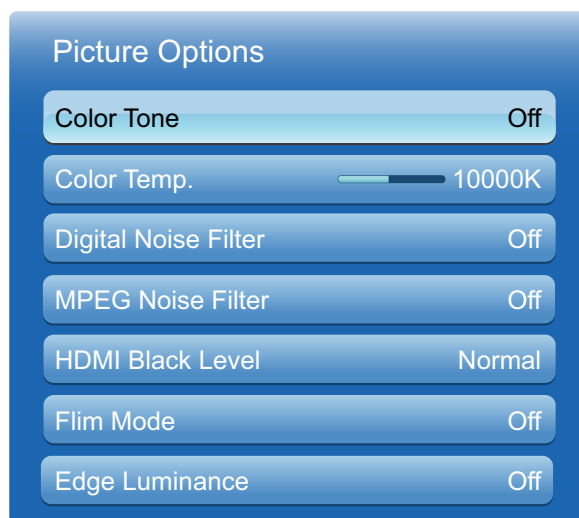 Picture Options
Color Tone Off
Color Temp. 10000K
Digital Noise Filter Off
MPEG Noise Filter Off
HDMI Black Level Normal
Flim Mode Off
Edge Luminance Off